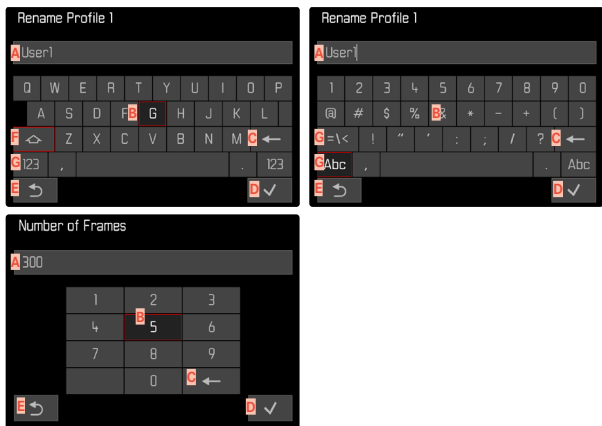 Rename Profile 1
A User1
Q W E R T Y U I O P
A S D F B G H J K L
F Z X C V B N M C ←
G 123 , . 123
E D ✓
Rename Profile 1
A User1
1 2 3 4 5 6 7 8 9 0
@ # $ % B & * - + ( )
G =\< ! " ' : ; / ? C ←
G Abc , . Abc
E D ✓
Number of Frames
A 300
1 2 3
B
4 5 6
7 8 9
0 C ←
E D ✓